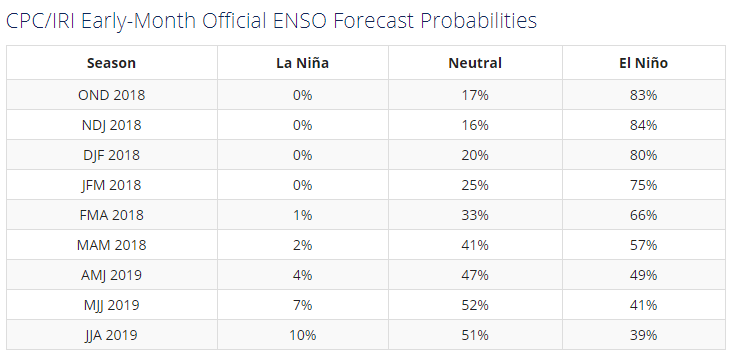 CPC/IRI Early-Month Official ENSO Forecast Probabilities
Season La Niña Neutral El Niño
OND 2018 0% 17% 83%
NDJ 2018 0% 16% 84%
DJF 2018 0% 20% 80%
JFM 2018 0% 25% 75%
FMA 2018 1% 33% 66%
MAM 2018 2% 41% 57%
AMJ 2019 4% 47% 49%
MJJ 2019 7% 52% 41%
JJA 2019 10% 51% 39%